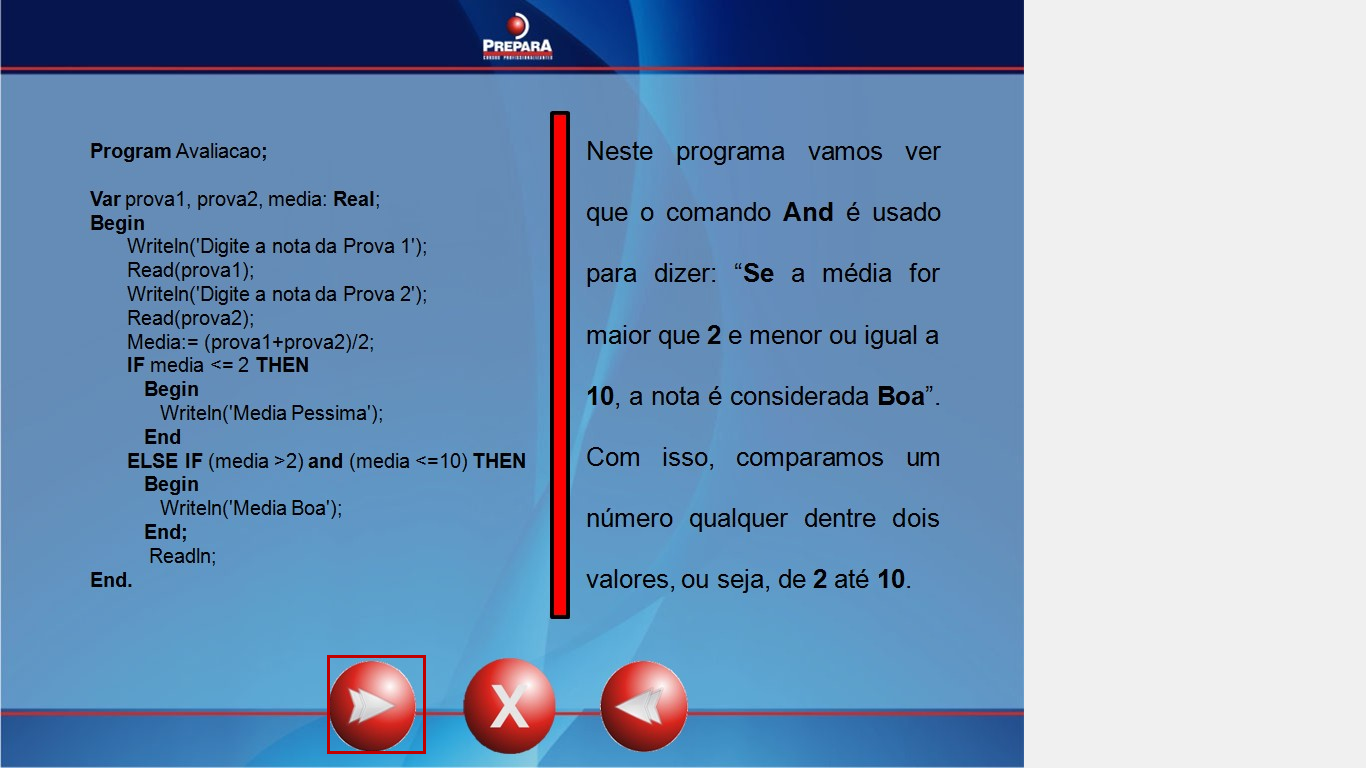 PREPARA
CURSOS PROFISSIONALIZANTES
Program Avaliacao;
Var prova1, prova2, media: Real;
Begin
Writeln('Digite a nota da Prova 1');
Read(prova1);
Writeln('Digite a nota da Prova 2');
Read(prova2);
Media:= (prova1+prova2)/2;
IF media <= 2 THEN
Begin
Writeln('Media Pessima');
End
ELSE IF (media >2) and (media <=10) THEN
Begin
Writeln('Media Boa');
End;
Readln;
End.
Neste programa vamos ver
que o comando And é usado
para dizer: “Se a média for
maior que 2 e menor ou igual a
10, a nota é considerada Boa”.
Com isso, comparamos um
número qualquer dentre dois
valores, ou seja, de 2 até 10.
X